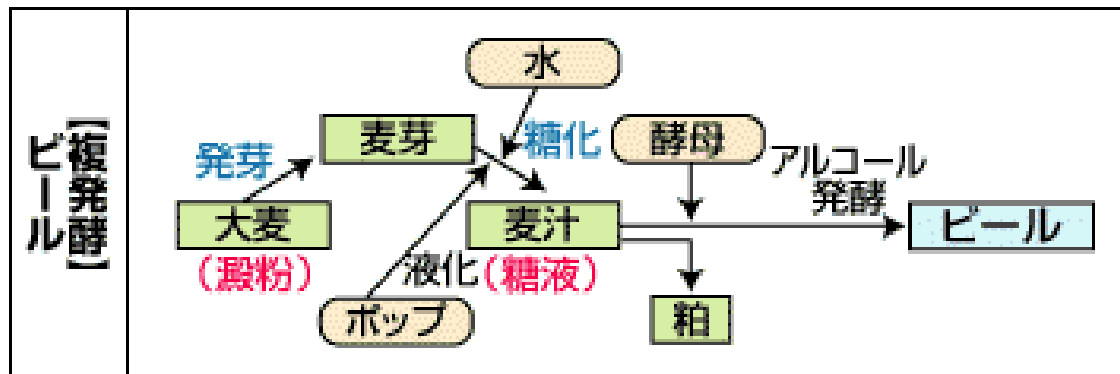 【複発酵】
ビール
水
麦芽
糖化
酵母
発芽
アルコール
発酵
大麦
麦汁
ビール
(澱粉)
液化
(糖液)
ポップ
粕